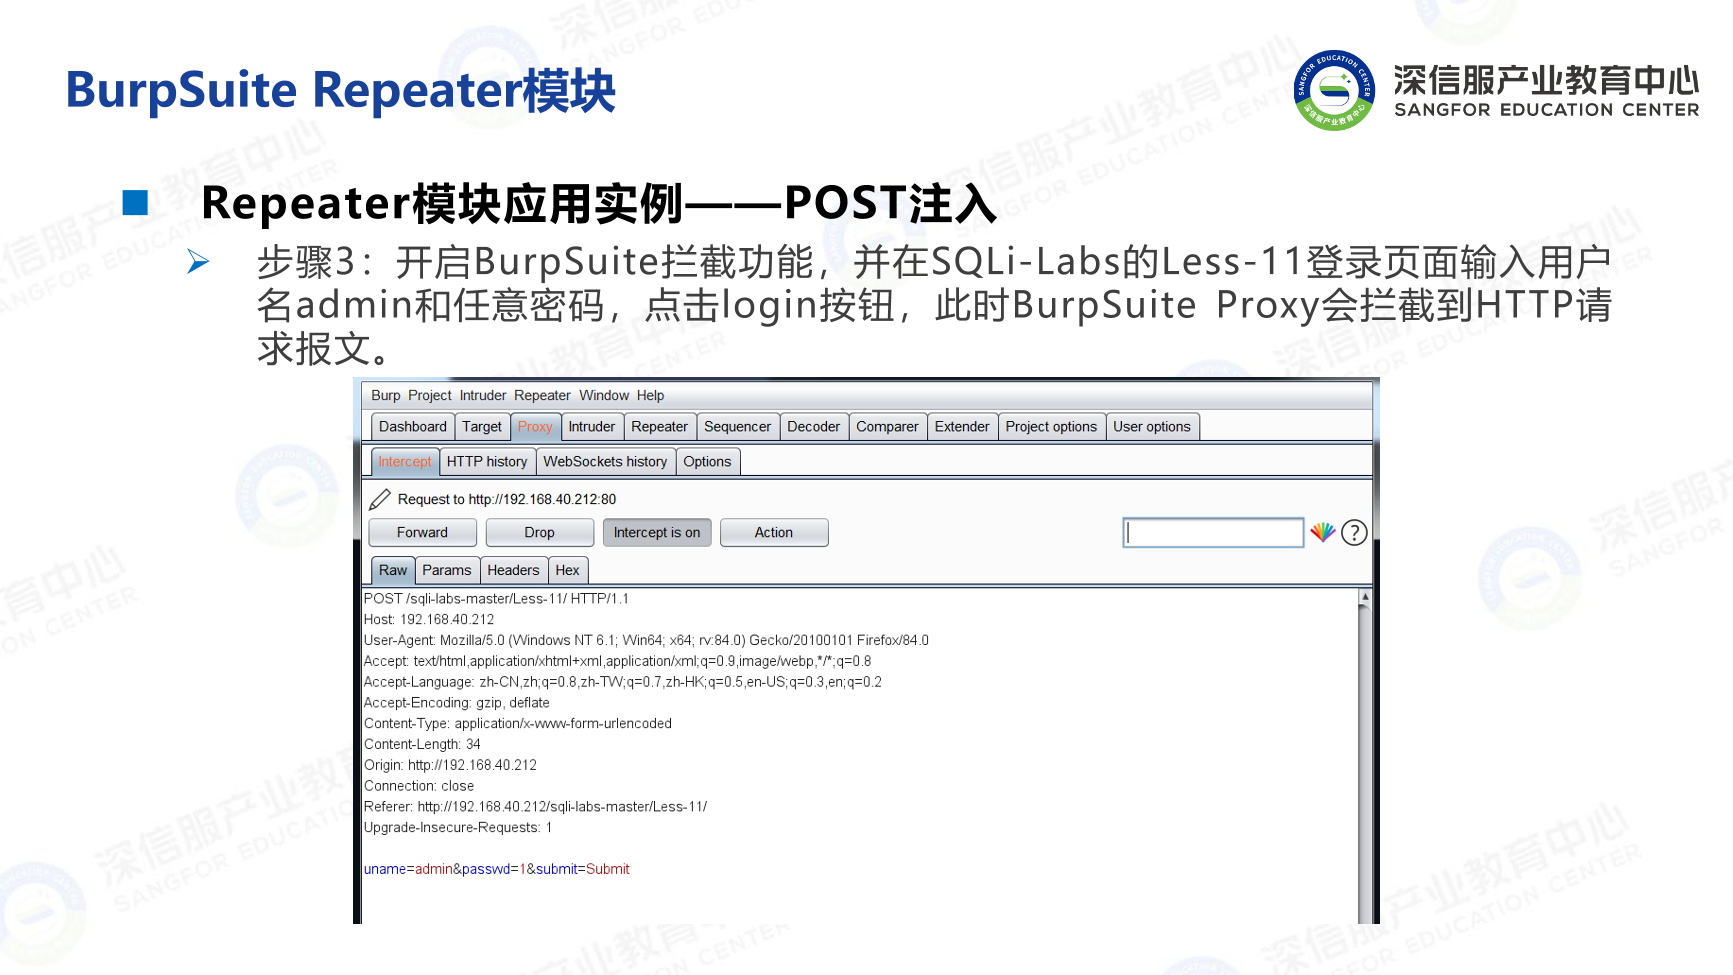 BurpSuite Repeater模块
深信服产业教育中心
SANGFOR EDUCATION CENTER
Repeater模块应用实例——POST注入
步骤3：开启BurpSuite拦截功能，并在SQLi-Labs的Less-11登录页面输入用户
名admin和任意密码，点击login按钮，此时BurpSuite Proxy会拦截到HTTP请
求报文。
Burp Project Intruder Repeater Window Help
Dashboard Target Proxy Intruder Repeater Sequencer Decoder Comparer Extender Project options User options
Intercept HTTP history WebSockets history Options
Request to http://192.168.40.212:80
Forward Drop Intercept is on Action
Raw Params Headers Hex
POST /sqli-labs-master/Less-11/ HTTP/1.1
Host: 192.168.40.212
User-Agent: Mozilla/5.0 (Windows NT 6.1; Win64; x64; rv:84.0) Gecko/20100101 Firefox/84.0
Accept: text/html,application/xhtml+xml,application/xml;q=0.9,image/webp,*/*;q=0.8
Accept-Language: zh-CN,zh;q=0.8,zh-TW;q=0.7,zh-HK;q=0.5,en-US;q=0.3,en;q=0.2
Accept-Encoding: gzip, deflate
Content-Type: application/x-www-form-urlencoded
Content-Length: 34
Origin: http://192.168.40.212
Connection: close
Referer: http://192.168.40.212/sqli-labs-master/Less-11/
Upgrade-Insecure-Requests: 1
uname=admin&passwd=1&submit=Submit